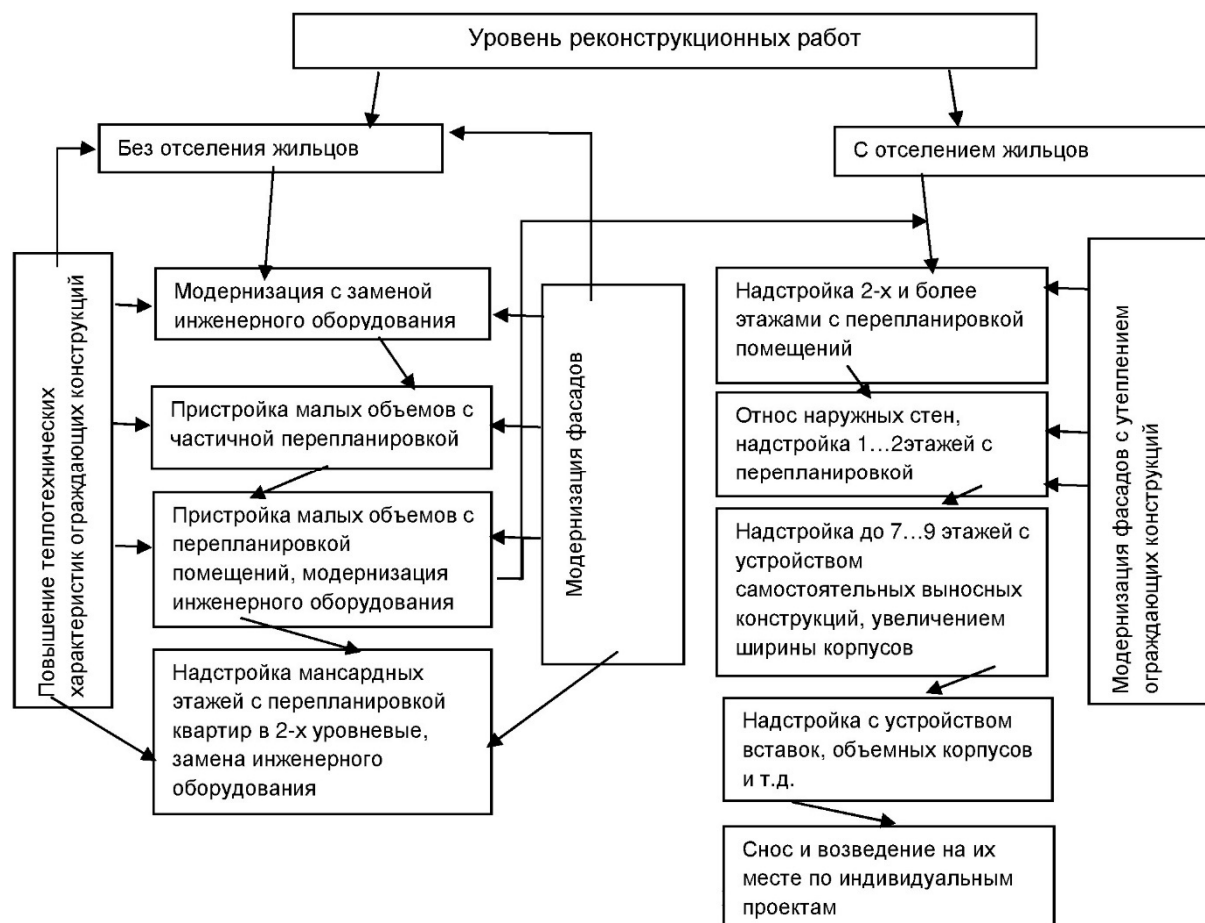 Уровень реконструкционных работ
Без отселения жильцов
С отселением жильцов
Повышение теплотехнических
характеристик ограждающих конструкций
Модернизация с заменой
инженерного оборудования
Пристройка малых объемов с
частичной перепланировкой
Пристройка малых объемов с
перепланировкой
помещений, модернизация
инженерного оборудования
Надстройка мансардных
этажей с перепланировкой
квартир в 2-х уровневые,
замена инженерного
оборудования
Модернизация фасадов
Надстройка 2-х и более
этажами с перепланировкой
помещений
Относ наружных стен,
надстройка 1...2этажей с
перепланировкой
Надстройка до 7...9 этажей с
устройством
самостоятельных выносных
конструкций, увеличением
ширины корпусов
Надстройка с устройством
вставок, объемных корпусов
и т.д.
Снос и возведение на их
месте по индивидуальным
проектам
Модернизация фасадов с утеплением
ограждающих конструкций